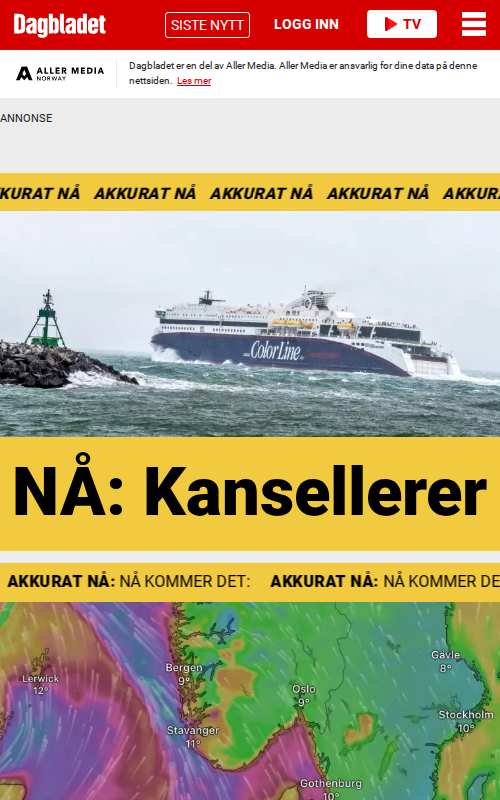 Dagbladet
SISTE NYTT
LOGG INN
TV
ALLER MEDIA
NORWAY
Dagbladet er en del av Aller Media. Aller Media er ansvarlig for dine data på denne
nettsiden. Les mer
ANNONSE
KURAT NÅ AKKURAT NÅ AKKURAT NÅ AKKURAT NÅ AKKURA
ColorLine
NÅ: Kansellerer
AKKURAT NÅ: NÅ KOMMER DET: AKKURAT NÅ: NÅ KOMMER DE
Lerwick
12°
Bergen
9°
Stavanger
11°
Oslo
9°
Gävle
8°
Stockholm
10°
Gothenburg
10°